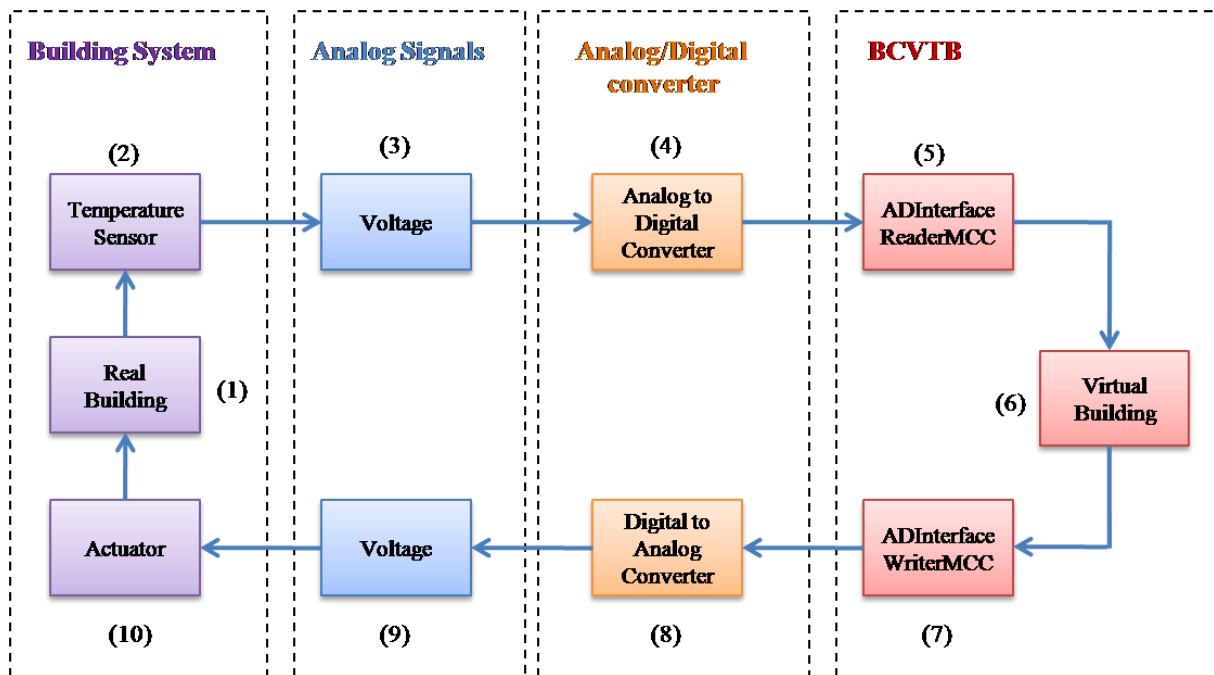 Building System
Analog Signals
Analog/Digital
converter
BCVTB
(2)
(3)
(4)
(5)
Temperature
Sensor
Voltage
Analog to
Digital
Converter
ADInterface
ReaderMCC
Real
Building
(1)
(6)
Virtual
Building
Actuator
Voltage
Digital to
Analog
Converter
ADInterface
WriterMCC
(10)
(9)
(8)
(7)